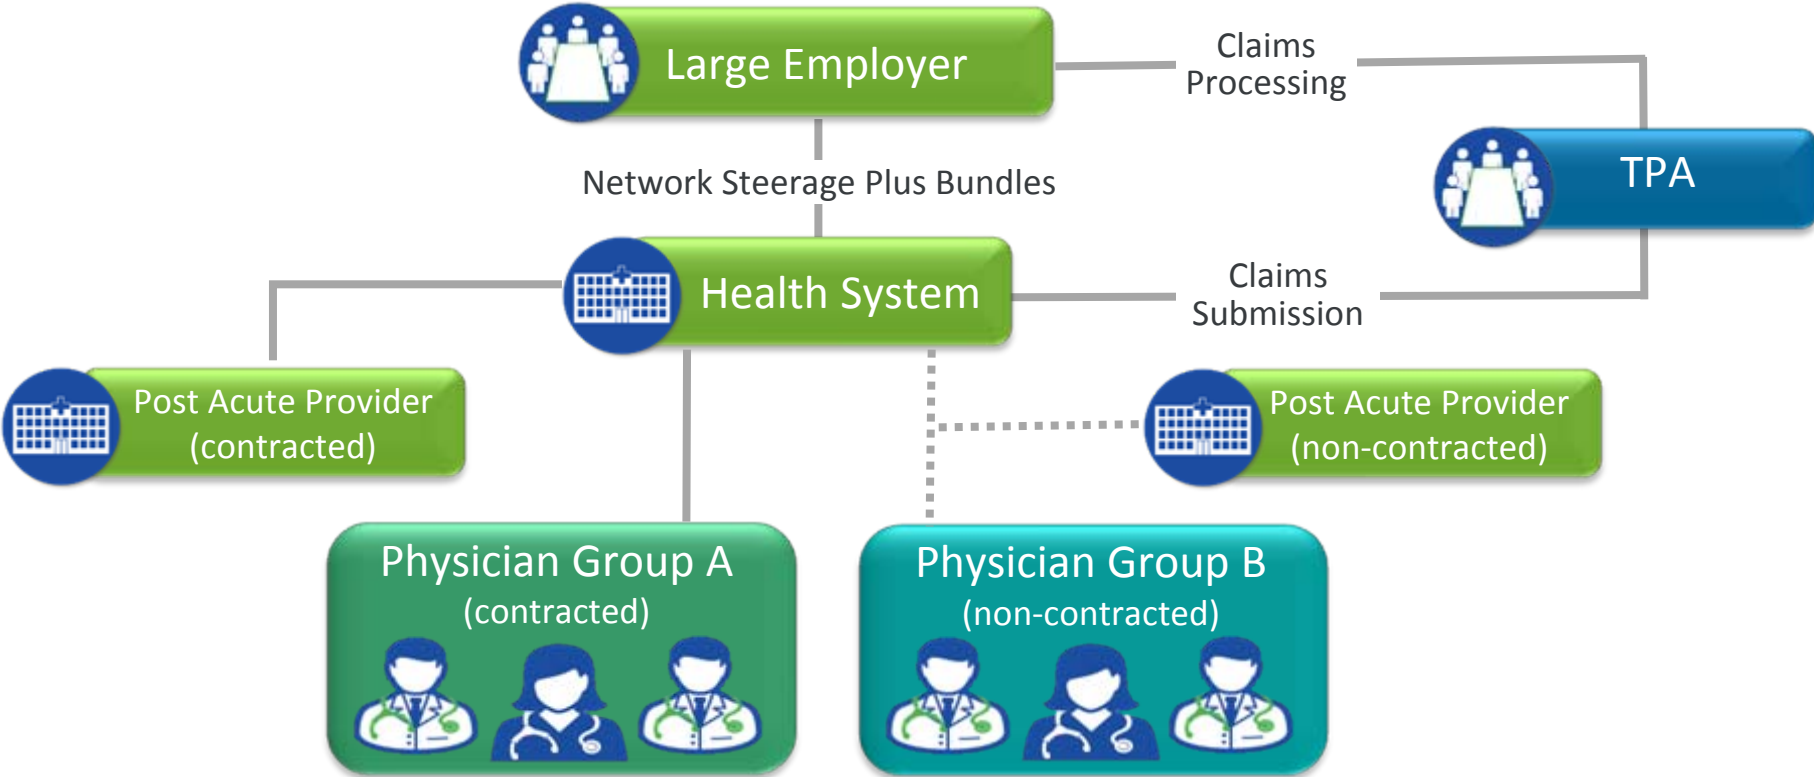 Large Employer
Claims
Processing
TPA
Network Steerage Plus Bundles
Health System
Claims
Submission
Post Acute Provider
(contracted)
Post Acute Provider
(non-contracted)
Physician Group A
(contracted)
Physician Group B
(non-contracted)